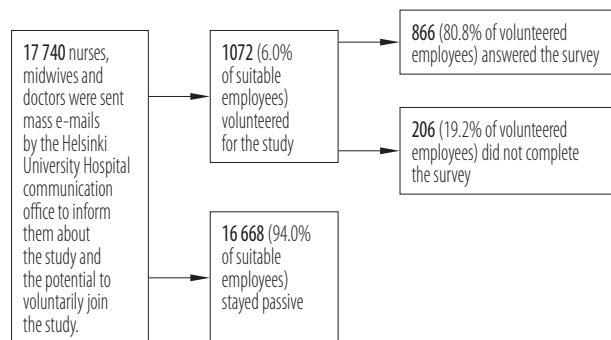 17 740 nurses,
midwives and
doctors were sent
mass e-mails
by the Helsinki
University Hospital
communication
office to inform
them about
the study and
the potential to
voluntarily join
the study.
1072 (6.0%
of suitable
employees)
volunteered
for the study
16 668 (94.0%
of suitable
employees)
stayed passive
866 (80.8% of volunteered
employees) answered the survey
206 (19.2% of volunteered
employees) did not complete
the survey